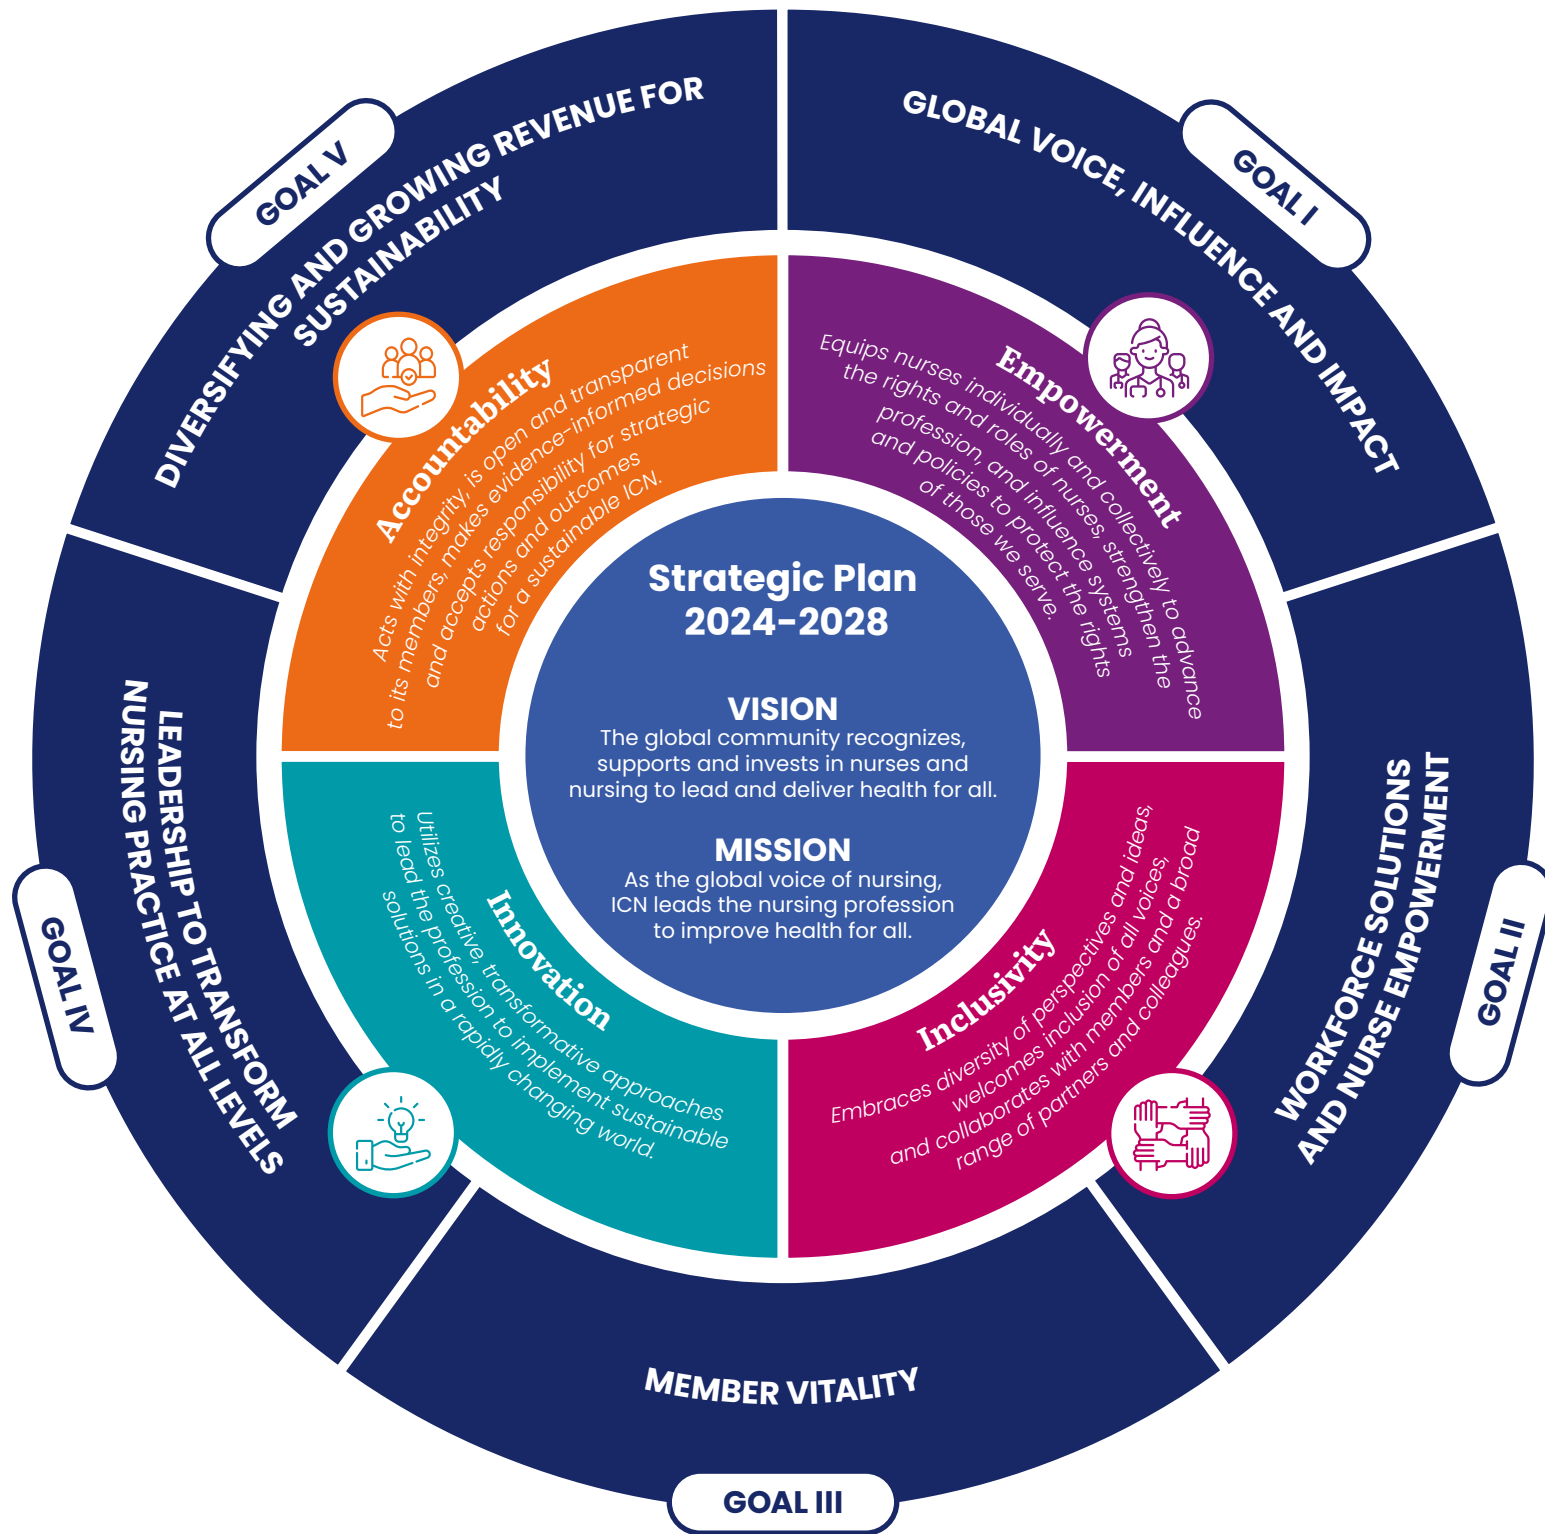 Strategic Plan
2024-2028
VISION
The global community recognizes,
supports and invests in nurses and
nursing to lead and deliver health for all.
MISSION
As the global voice of nursing,
ICN leads the nursing profession
to improve health for all.
Empowerment
Equips nurses individually and collectively to advance
the rights and roles of nurses, strengthen the
profession, and influence systems
and policies to protect the rights
of those we serve.
Inclusivity
Embraces diversity of perspectives and ideas,
welcomes inclusion of all voices,
and collaborates with members and a broad
range of partners and colleagues.
Innovation
Utilizes creative, transformative approaches
to lead the profession to implement sustainable
solutions in a rapially changing world.
Accountability
Acts with integrity, is open and transparent
to its members, makes evidence-informed decisions
and accepts responsibility for strategic
actions and outcomes
for a sustainable ICN.
GOAL I
GLOBAL VOICE, INFLUENCE AND IMPACT
GOAL II
WORKFORCE SOLUTIONS
AND NURSE EMPOWERMENT
GOAL III
MEMBER VITALITY
GOAL IV
LEADERSHIP TO TRANSFORM
NURSING PRACTICE AT ALL LEVELS
GOAL V
DIVERSIFYING AND GROWING REVENUE FOR
SUSTAINABILITY